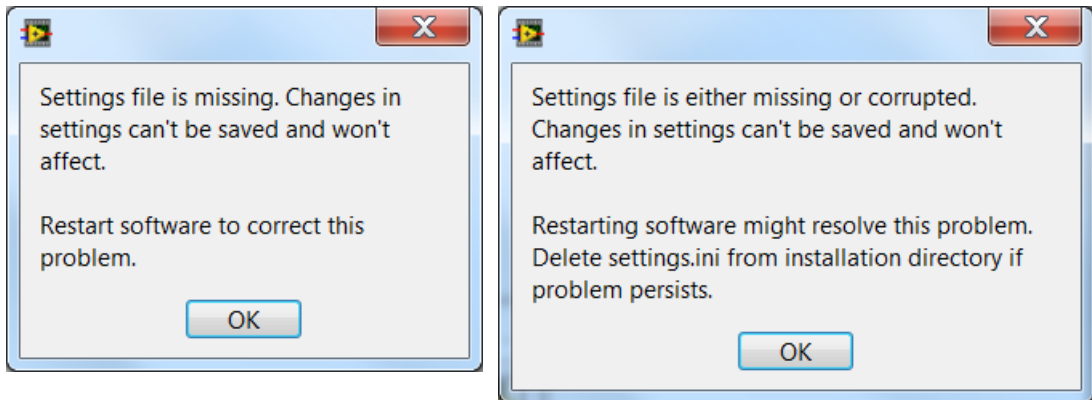 Settings file is missing. Changes in
settings can't be saved and won't
affect.
Restart software to correct this
problem.
OK
Settings file is either missing or corrupted.
Changes in settings can't be saved and won't
affect.
Restarting software might resolve this problem.
Delete settings.ini from installation directory if
problem persists.
OK